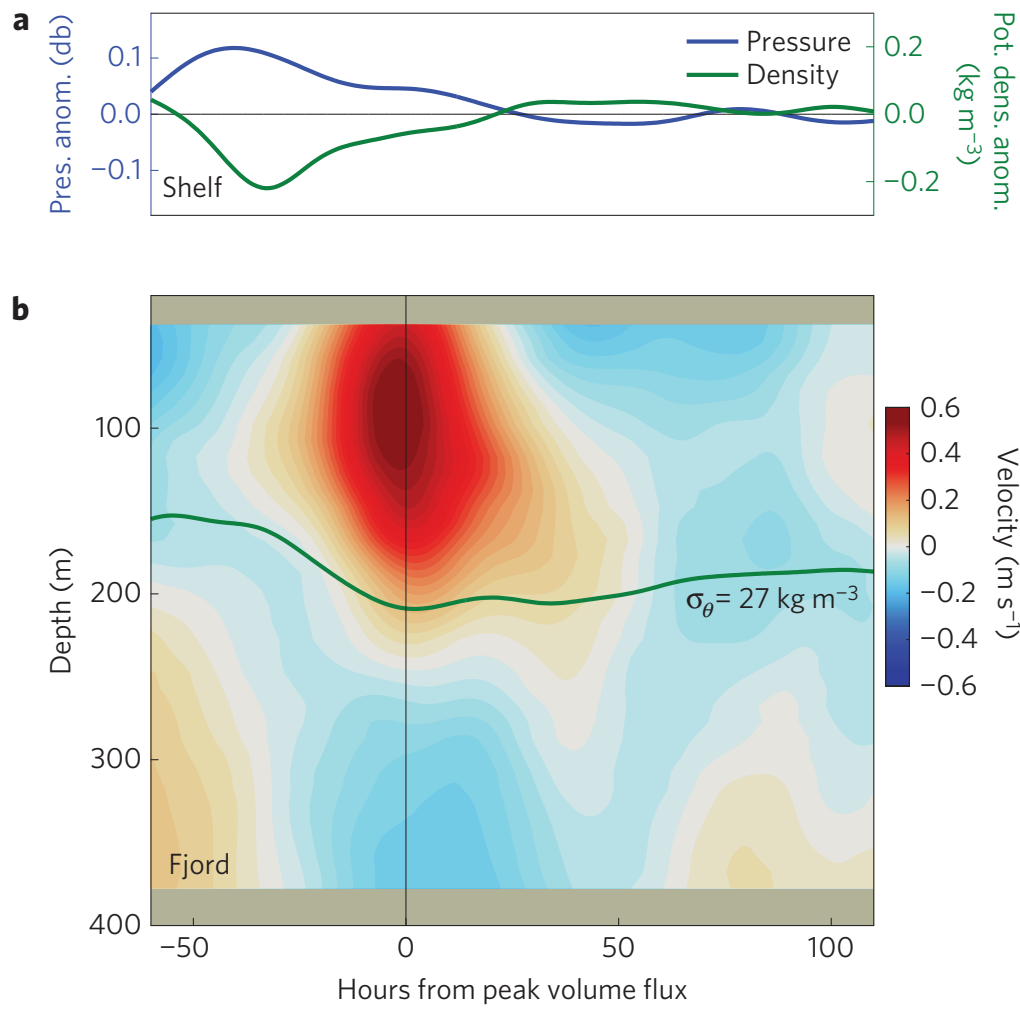 a
Pres. anom. (db)
0.1
0.0
−0.1
Pressure
Density
Shelf
0.2
0.0
−0.2
Pot. dens. anom.
(kg m⁻³)
b
Depth (m)
100
200
300
400
σθ = 27 kg m⁻³
Fjord
−50
0
50
100
Hours from peak volume flux
0.6
0.4
0.2
0
−0.2
−0.4
−0.6
Velocity (m s⁻¹)